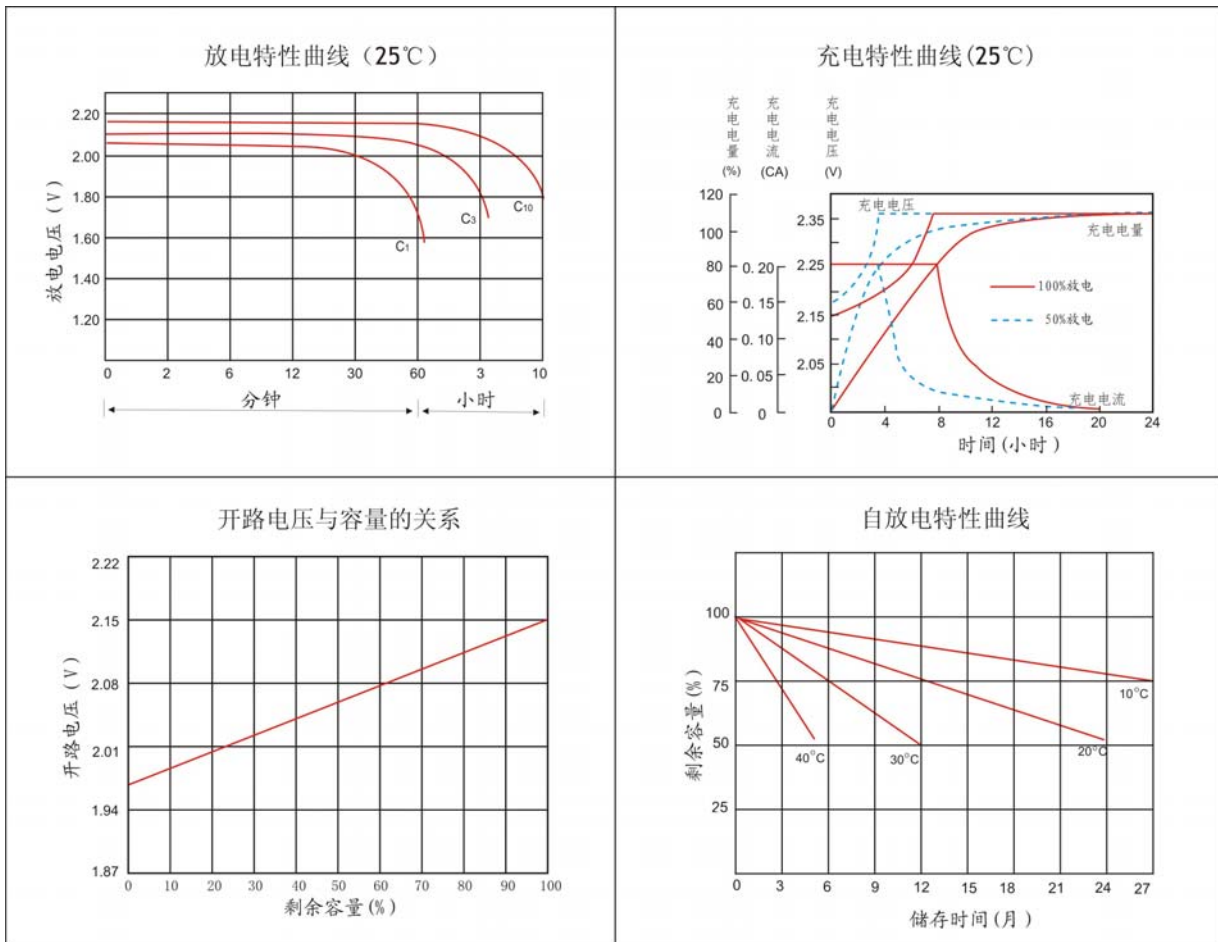 放电特性曲线（25℃）
放电电压（V）
2.20
2.00
1.80
1.60
1.40
1.20
C1
C3
C10
0 2 6 12 30 60 3 10
分钟 小时
充电特性曲线(25℃)
充电电量(%)
充电电流(CA)
充电电压(V)
120
100
80
60
40
20
0
0.20
0.15
0.10
0.05
0
2.35
2.25
2.15
2.05
充电电压
充电电量
100%放电
50%放电
充电电流
0 4 8 12 16 20 24
时间(小时)
开路电压与容量的关系
开路电压（V）
2.22
2.15
2.08
2.01
1.94
1.87
0 10 20 30 40 50 60 70 80 90 100
剩余容量(%)
自放电特性曲线
剩余容量(%)
100
75
50
25
10°C
20°C
30°C
40°C
0 3 6 9 12 15 18 21 24 27
储存时间(月)